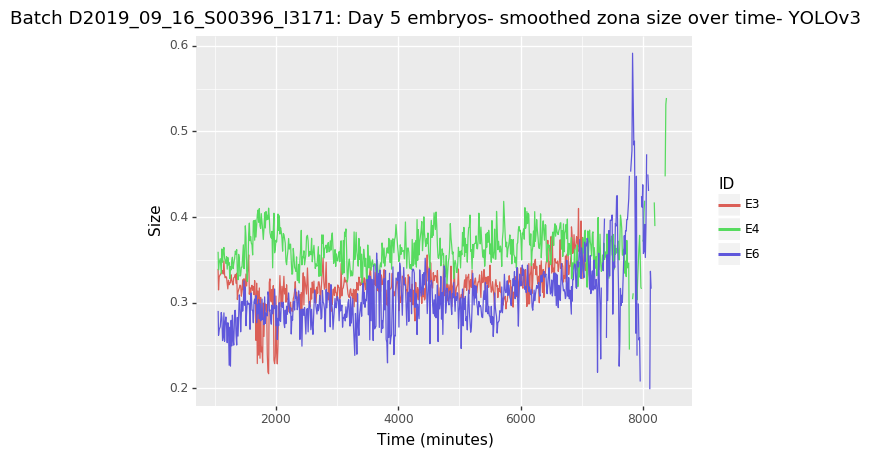 Batch D2019_09_16_S00396_I3171: Day 5 embryos- smoothed zona size over time- YOLOv3
0.6
0.5
0.4
0.3
0.2
Size
2000 4000 6000 8000
Time (minutes)
ID
E3
E4
E6